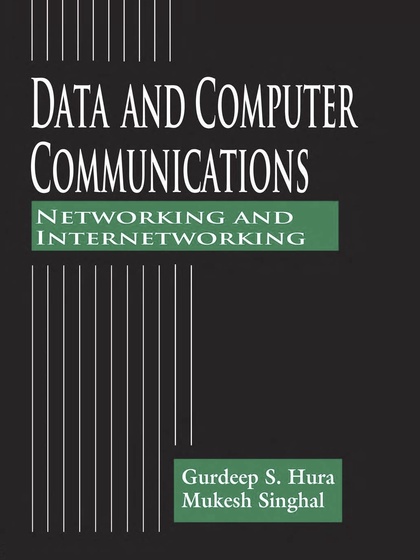 DATA AND COMPUTER
COMMUNICATIONS
NETWORKING AND
INTERNETWORKING
Gurdeep S. Hura
Mukesh Singhal